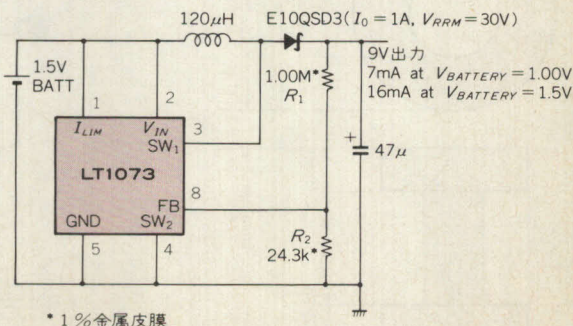 120μH
E10QSD3(I₀=1A, V_RRM=30V)
1.5V
BATT
9V出力
7mA at V_BATTERY=1.00V
16mA at V_BATTERY=1.5V
1.00M*
R₁
1
2
I_LIM
V_IN
SW₁
3
LT1073
+
47μ
FB
8
GND
SW₂
5
4
R₂
24.3k*
* 1%金属皮膜